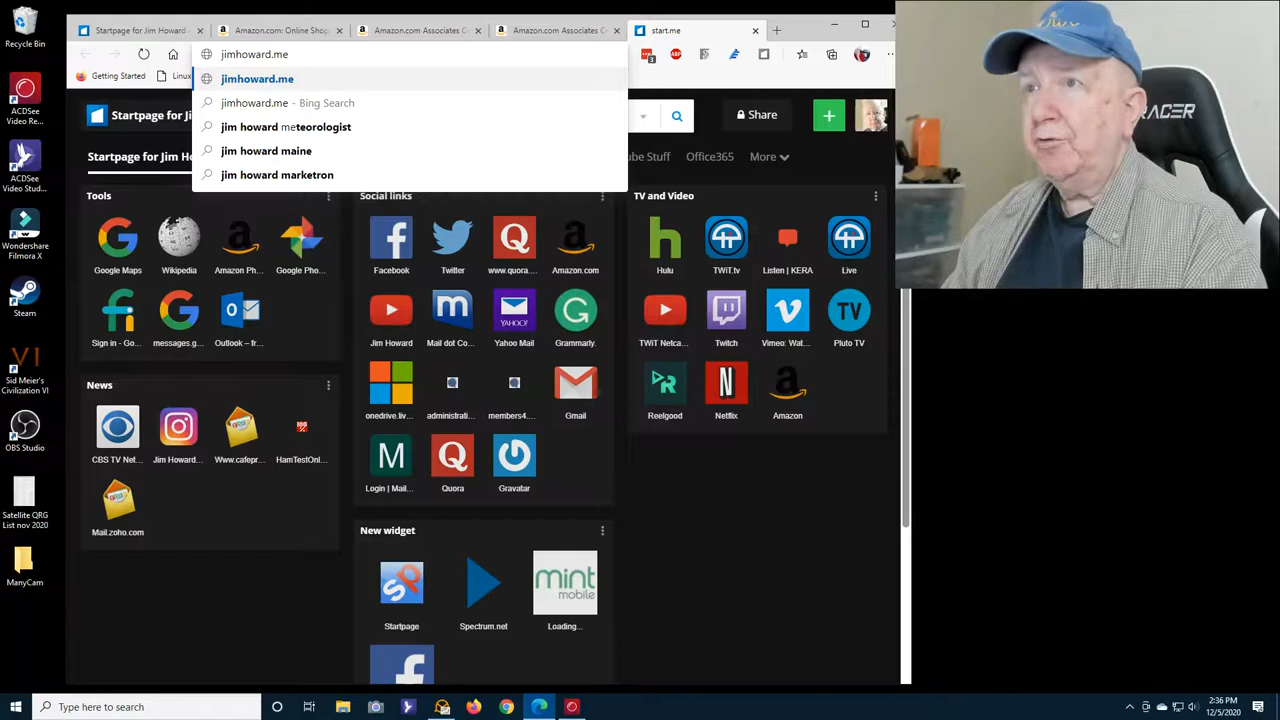 Recycle Bin
ACDSee
Video Re...
ACDSee
Video Stud...
Wondershare
Filmora X
Steam
Sid Meier's
Civilization VI
OBS Studio
Satellite QRG
List nov 2020
ManyCam
Startpage for Jim Howard
Amazon.com: Online Shop
Amazon.com Associates C
Amazon.com Associates C
start.me
jimhoward.me
Getting Started
Linux
jimhoward.me
jimhoward.me - Bing Search
jim howard meteorologist
jim howard maine
jim howard marketron
3
ABP
Startpage for Ji
Share
Startpage for Jim Ho
be Stuff
Office365
More
Tools
Google Maps
Wikipedia
Amazon Ph...
Google Pho...
Sign in - Go...
messages.g...
Outlook – fr...
News
CBS TV Net...
Jim Howard...
Www.cafepr...
HamTestOnl...
Mail.zoho.com
Social links
Facebook
Twitter
www.quora....
Amazon.com
Jim Howard
Mail dot Co...
YAHOO!
Yahoo Mail
Grammarly.
onedrive.liv...
administrati...
members4....
Gmail
Login | Mail...
Quora
Gravatar
New widget
Startpage
Spectrum.net
mint
mobile
Loading...
TV and Video
Hulu
TWiT.tv
Listen | KERA
Live
TWiT Netca...
Twitch
Vimeo: Wat...
TV
Pluto TV
Reelgood
Netflix
Amazon
RACER
Type here to search
2:36 PM
12/5/2020